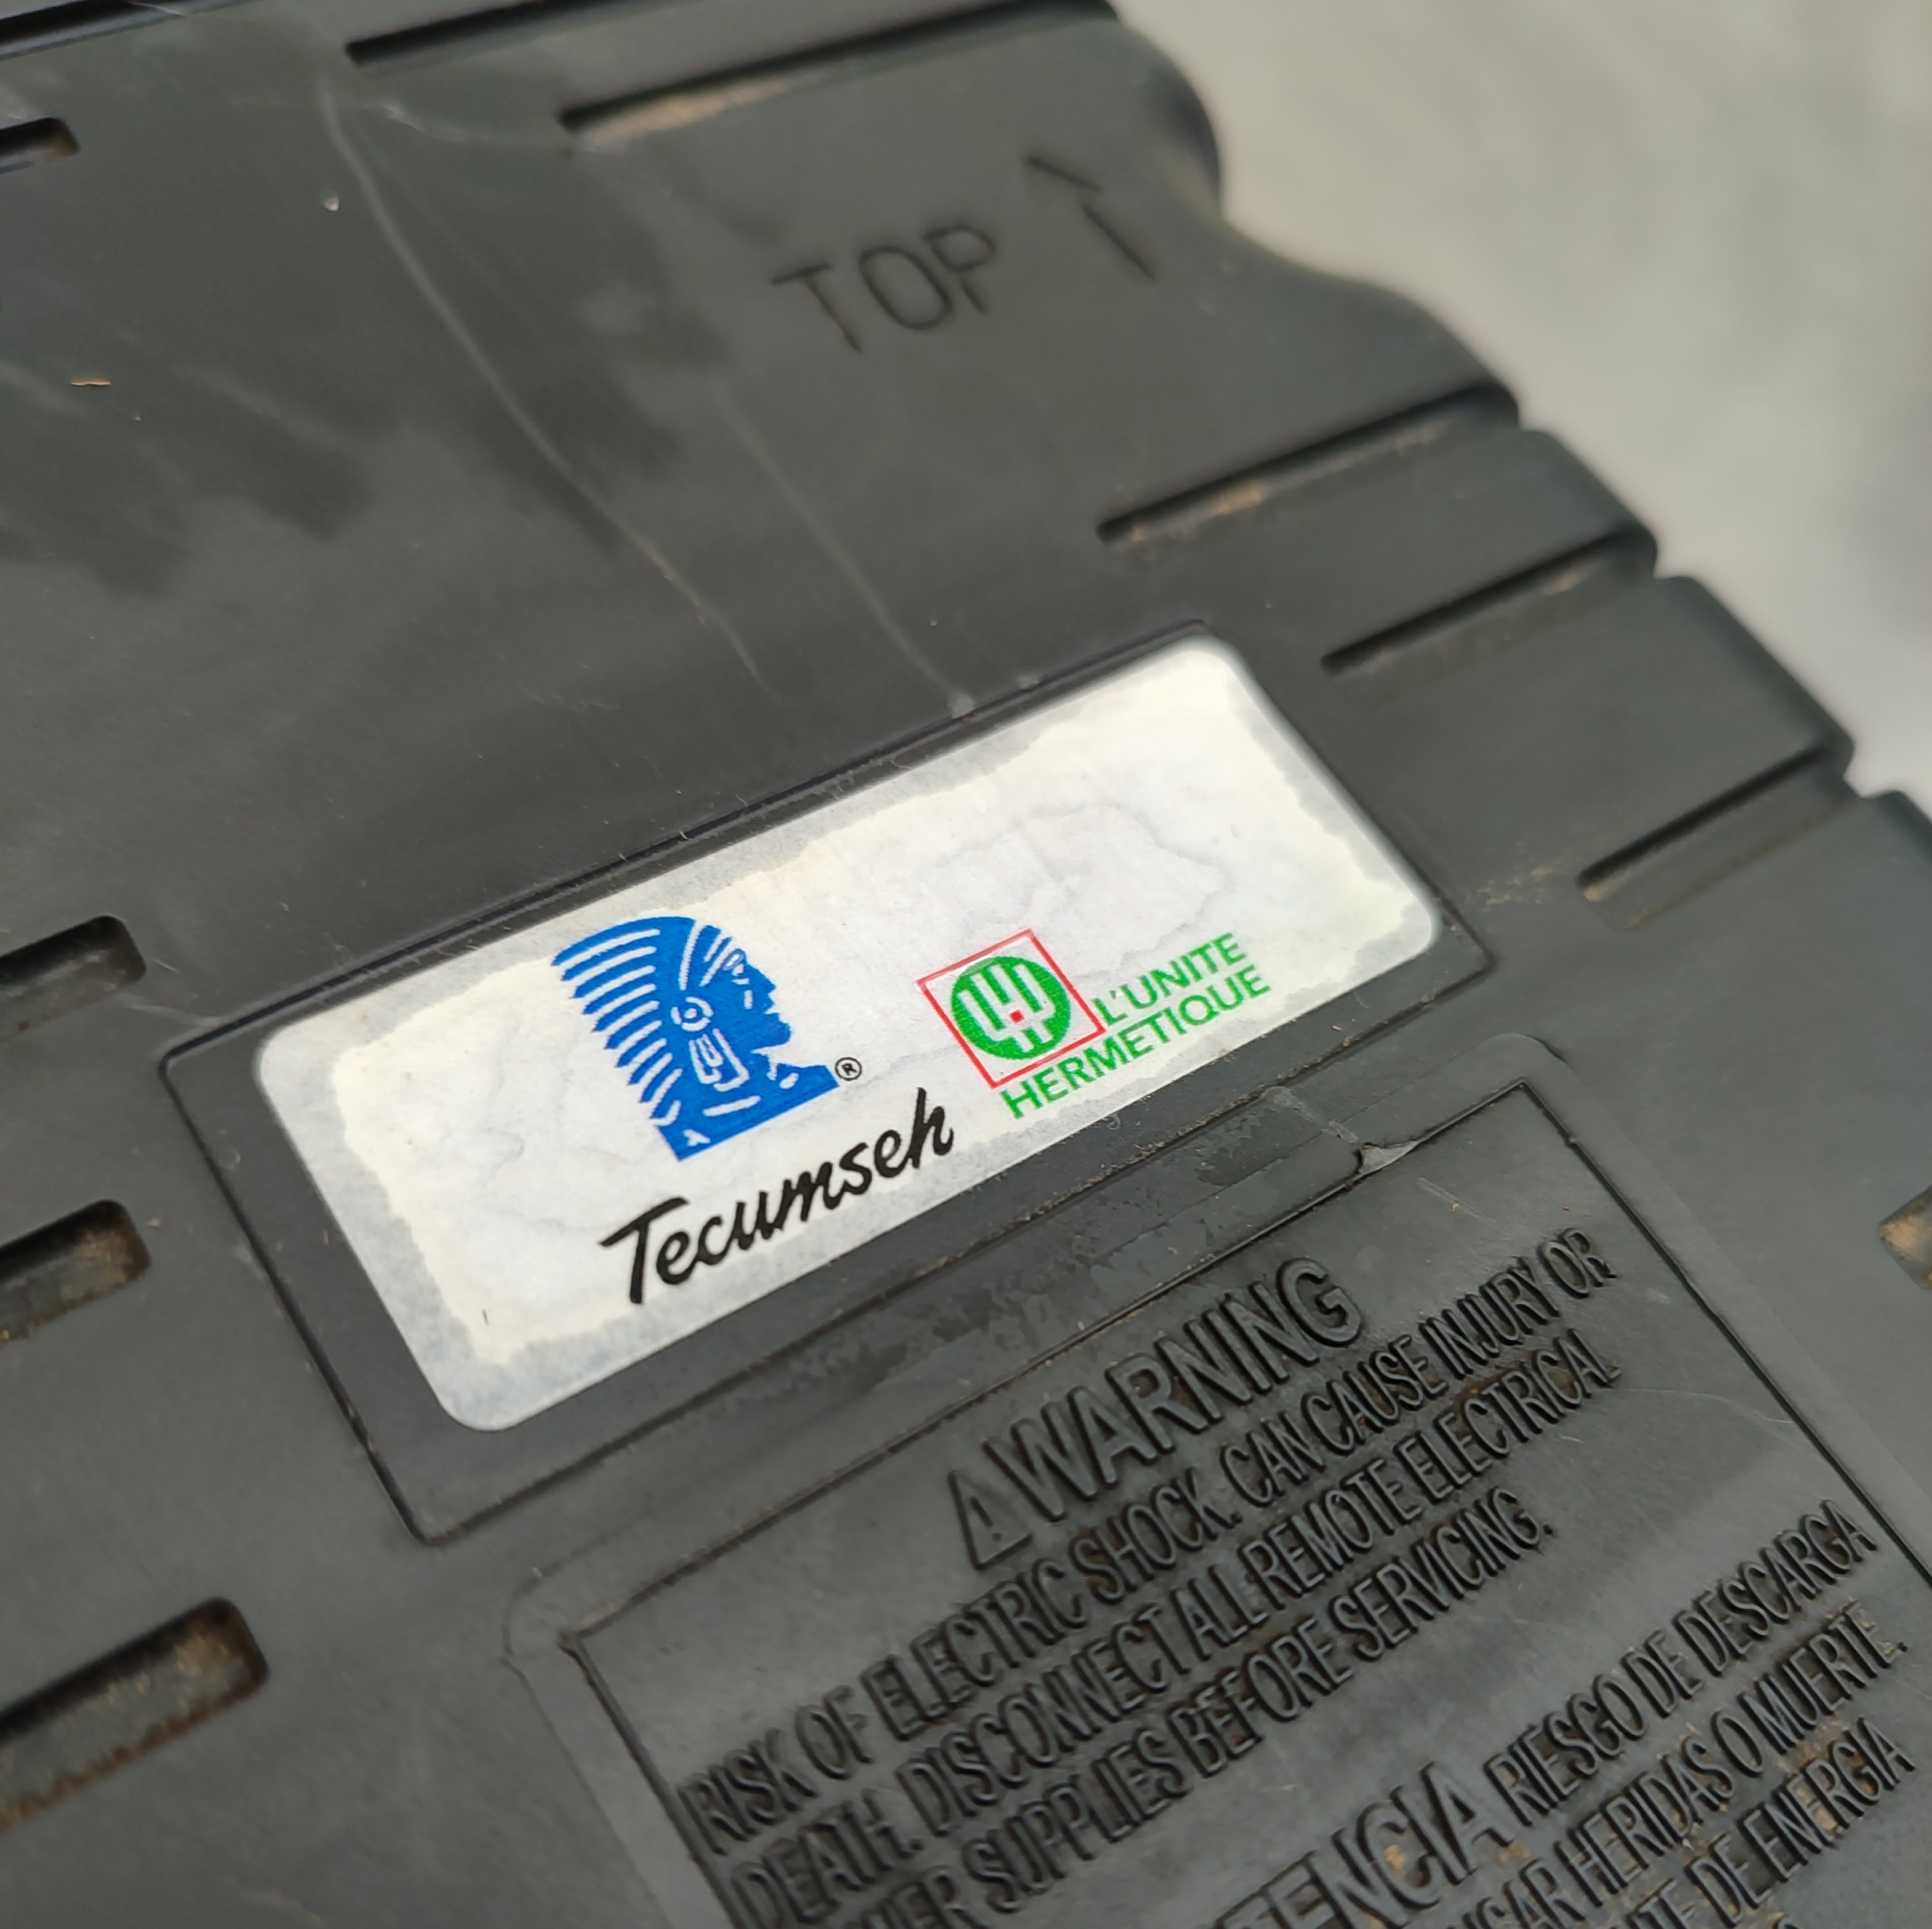 TOP
®
Tecumseh
L'UNITE
HERMETIQUE
WARNING
RISK OF ELECTRIC SHOCK. CAN CAUSE INJURY OR
DEATH. DISCONNECT ALL REMOTE ELECTRICAL
SUPPLIES BEFORE SERVICING.
RIESGO DE DESCARGA
HERIDAS O MUERTE.
DE ENERGIA